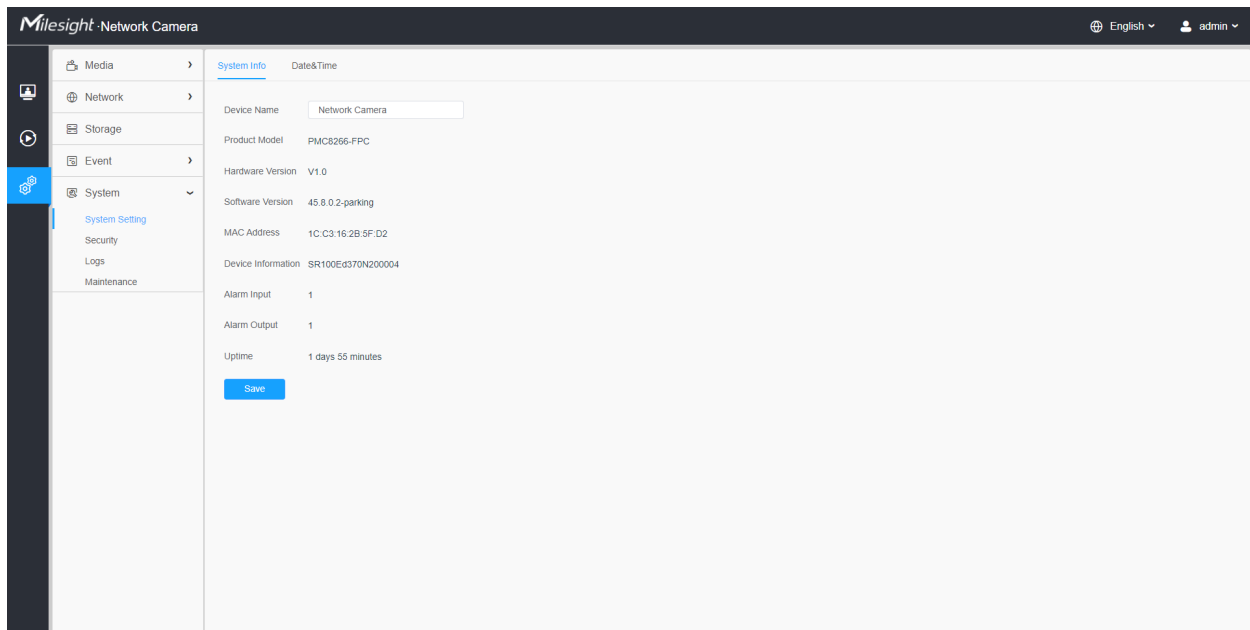 Milesight · Network Camera
English
admin
Media
Network
Storage
Event
System
System Setting
Security
Logs
Maintenance
System Info
Date&Time
Device Name Network Camera
Product Model PMC8266-FPC
Hardware Version V1.0
Software Version 45.8.0.2-parking
MAC Address 1C:C3:16:2B:5F:D2
Device Information SR100Ed370N200004
Alarm Input 1
Alarm Output 1
Uptime 1 days 55 minutes
Save